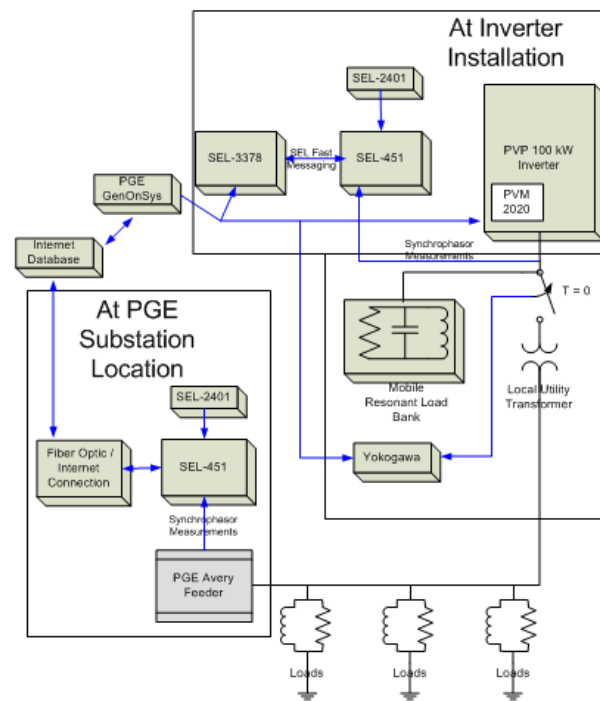 At Inverter
Installation
SEL-2401
SEL-3378
SEL Fast
Messaging
SEL-451
PVP 100 kW
Inverter
PVM
2020
PGE
GenOnSys
Internet
Database
Synchrophasor
Measurements
T = 0
At PGE
Substation
Location
Mobile
Resonant Load
Bank
Local Utility
Transformer
SEL-2401
Fiber Optic /
Internet
Connection
SEL-451
Yokogawa
Synchrophasor
Measurements
PGE Avery
Feeder
Loads
Loads
Loads